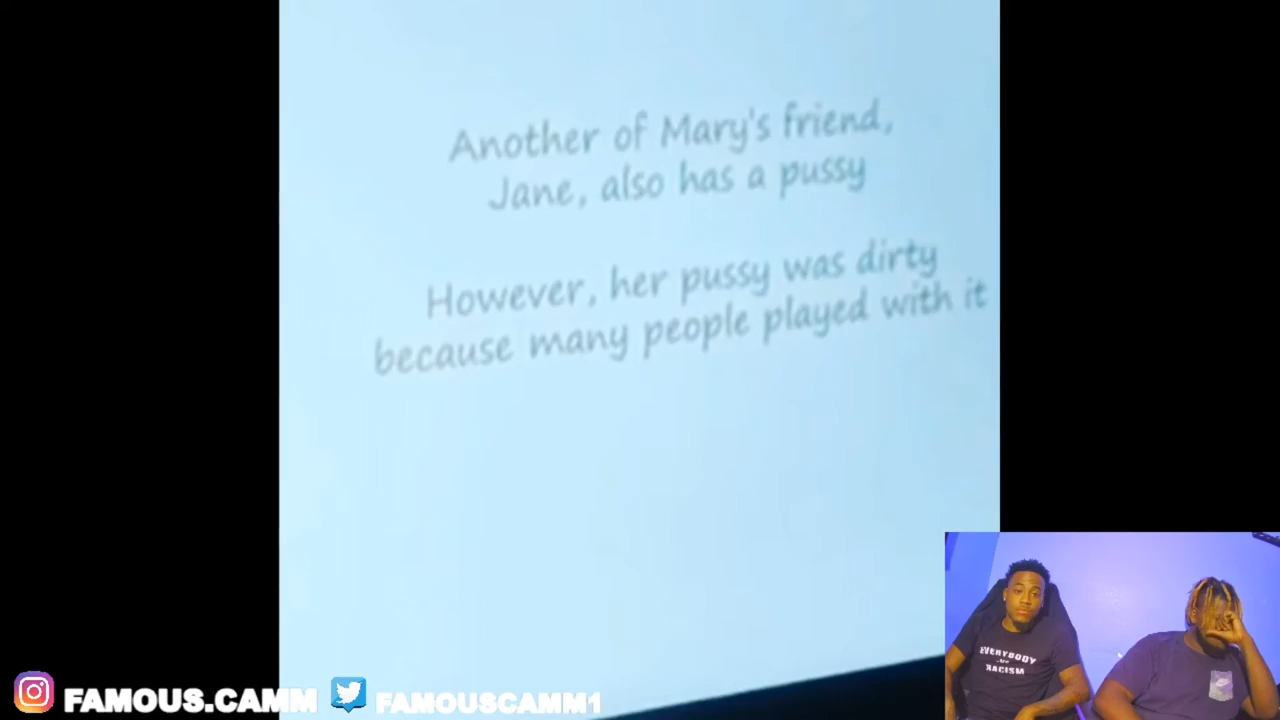 Another of Mary's friend,
Jane, also has a pussy
However, her pussy was dirty
because many people played with it
EVERYBODY
RACISM
FAMOUS.CAMM
FAMOUSCAMM1